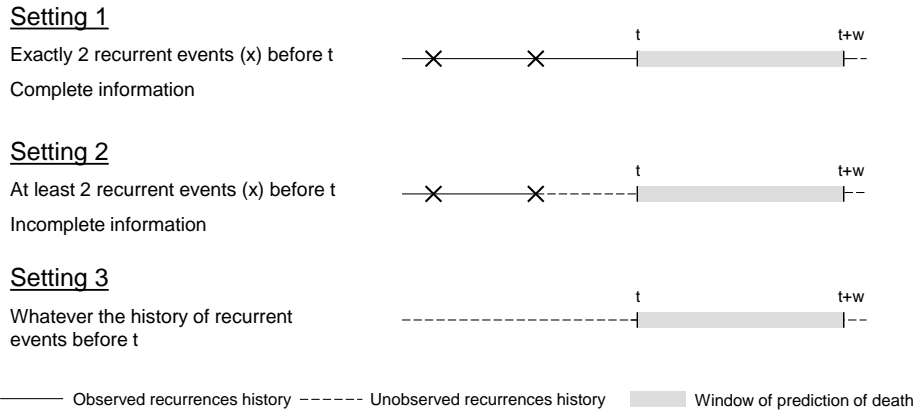 Setting 1
t t+w
Exactly 2 recurrent events (x) before t
Complete information
Setting 2
t t+w
At least 2 recurrent events (x) before t
Incomplete information
Setting 3
t t+w
Whatever the history of recurrent
events before t
Observed recurrences history Unobserved recurrences history Window of prediction of death